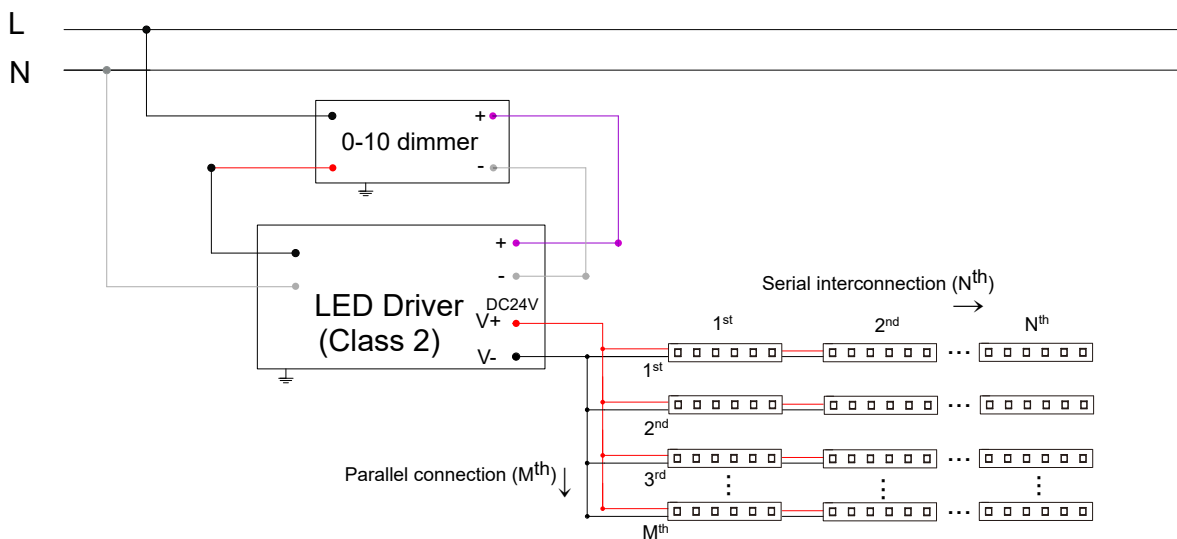 L
N
+
0-10 dimmer
-
+
-
LED Driver
(Class 2)
DC24V
V+
V-
Serial interconnection (Nth)
1st
2nd
Nth
1st
...
2nd
...
3rd
...
Parallel connection (Mth)
Mth
...